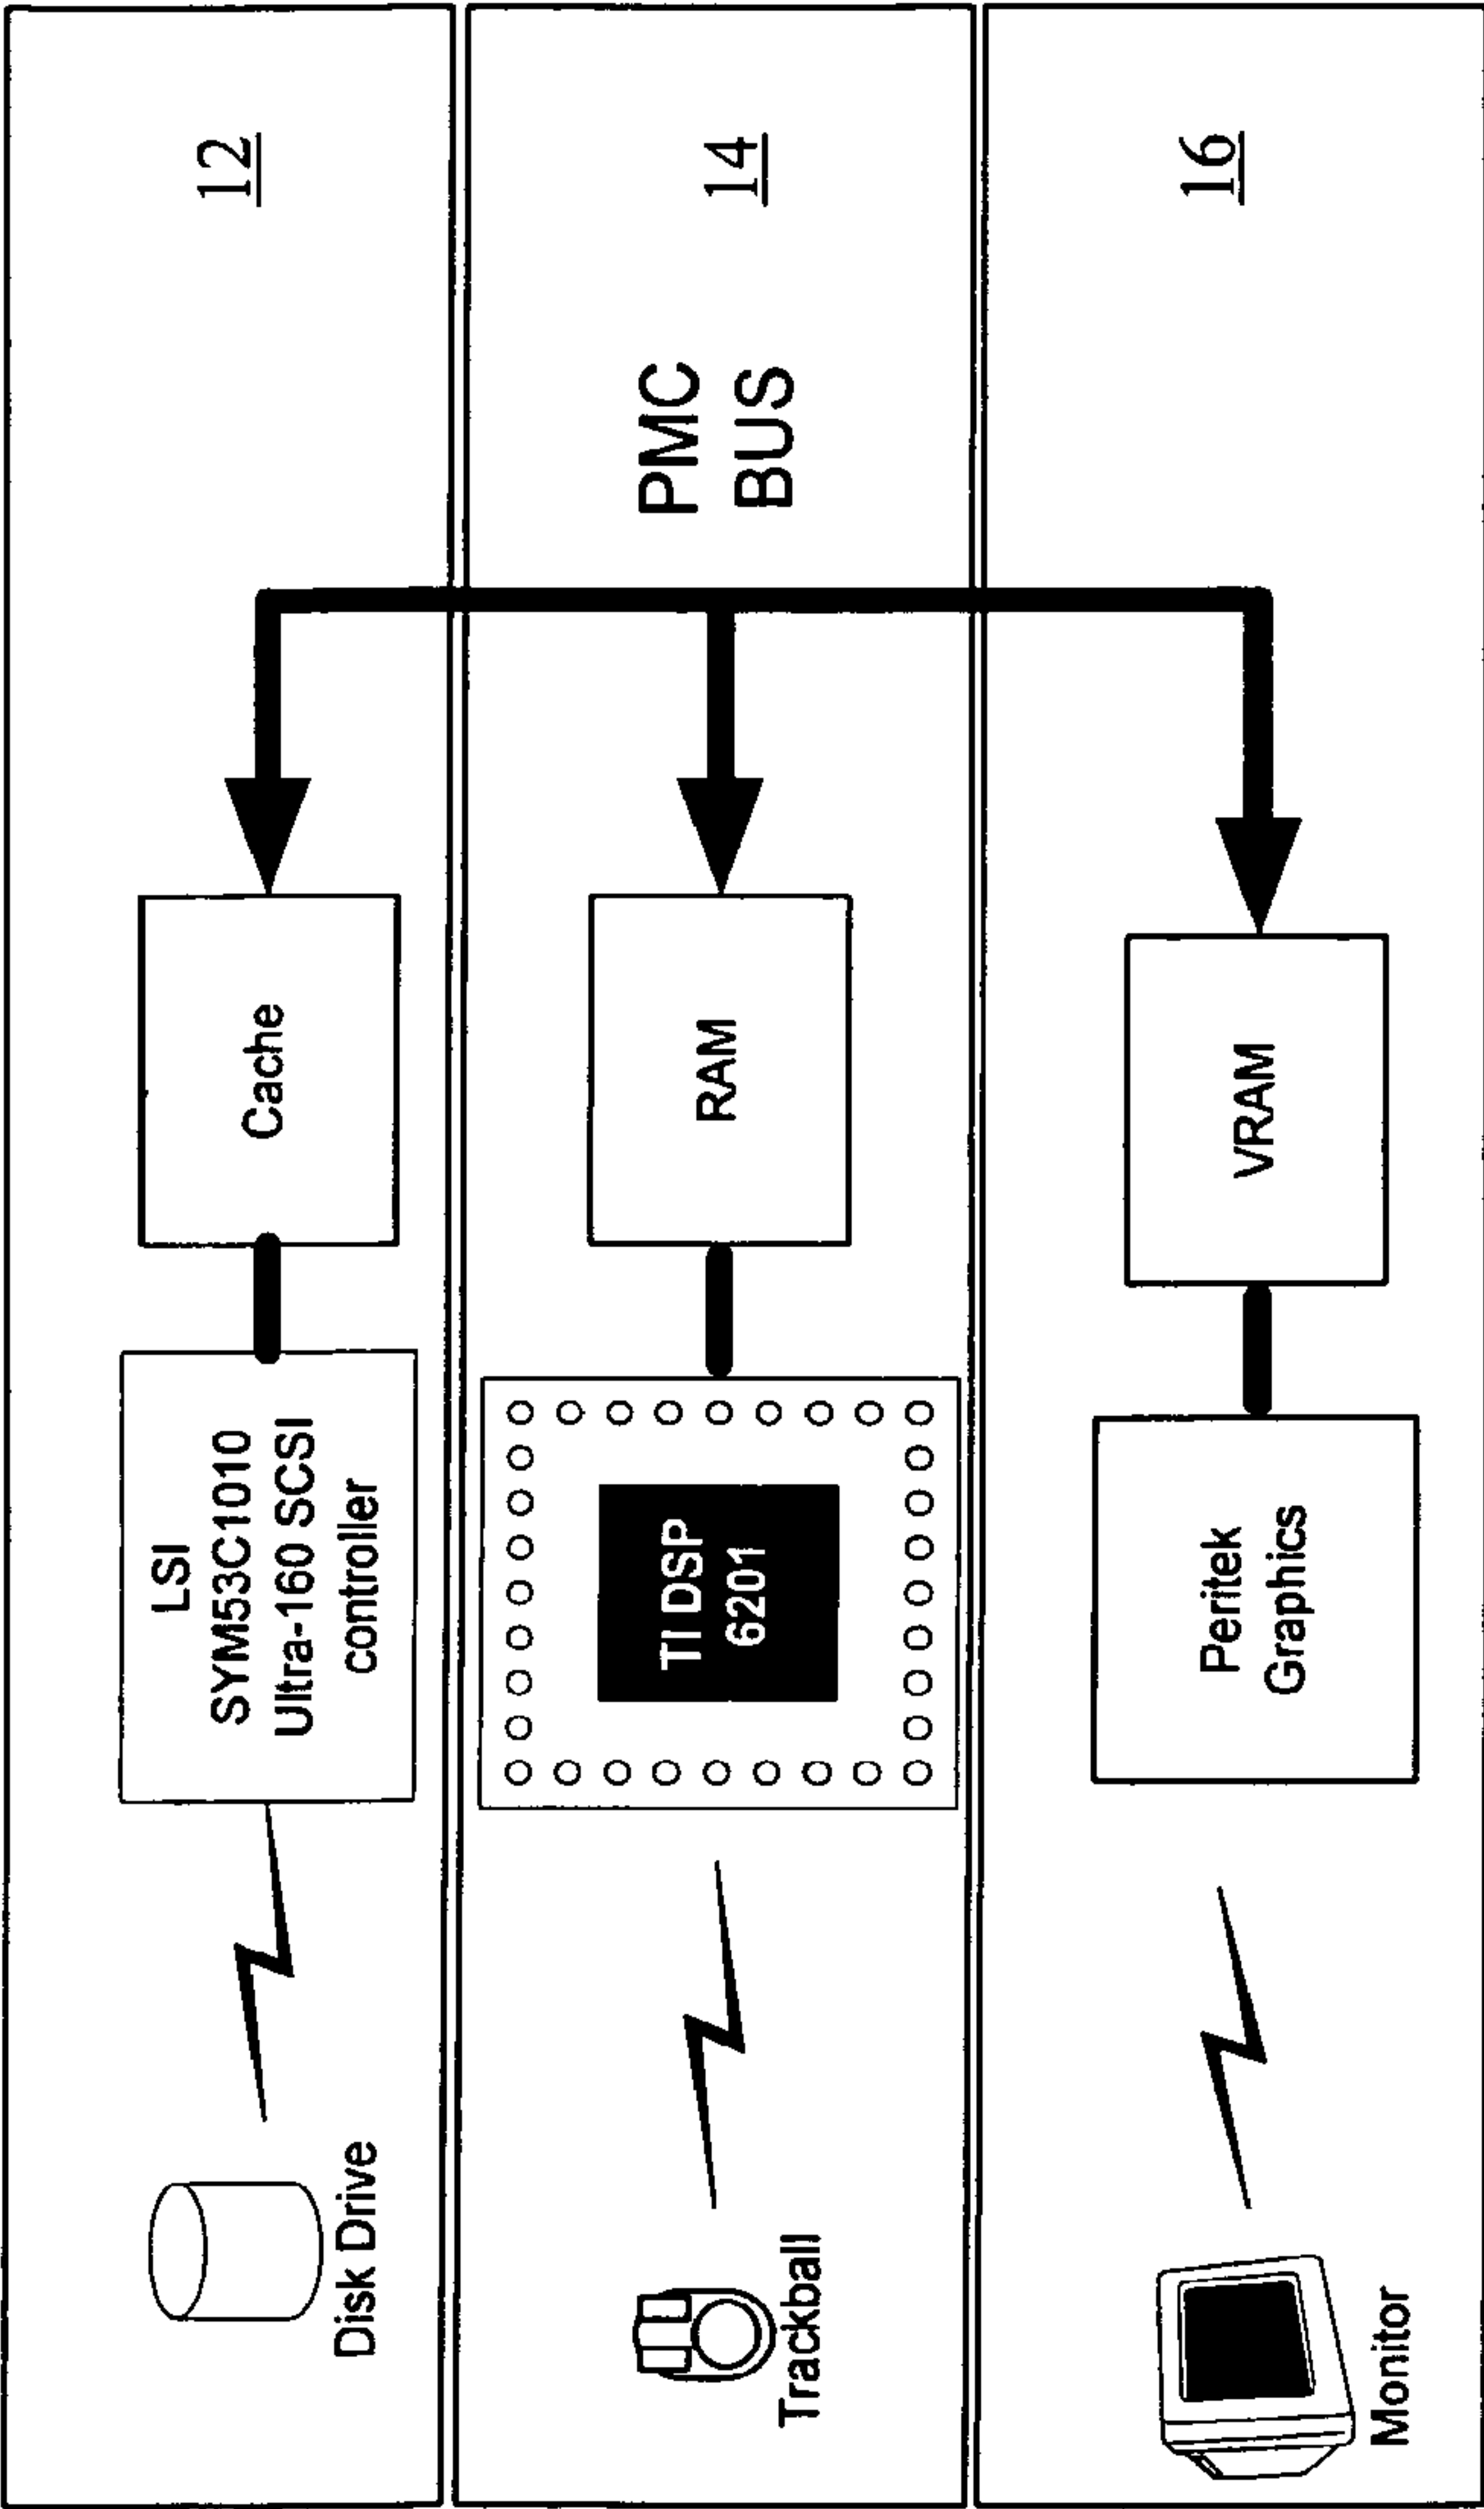 Disk Drive
LSI
SYM53C1010
Ultra-160 SCSI
controller
Cache
12
Trackball
TI DSP
6201
RAM
PMC
BUS
14
Monitor
Peritek
Graphics
VRAM
16